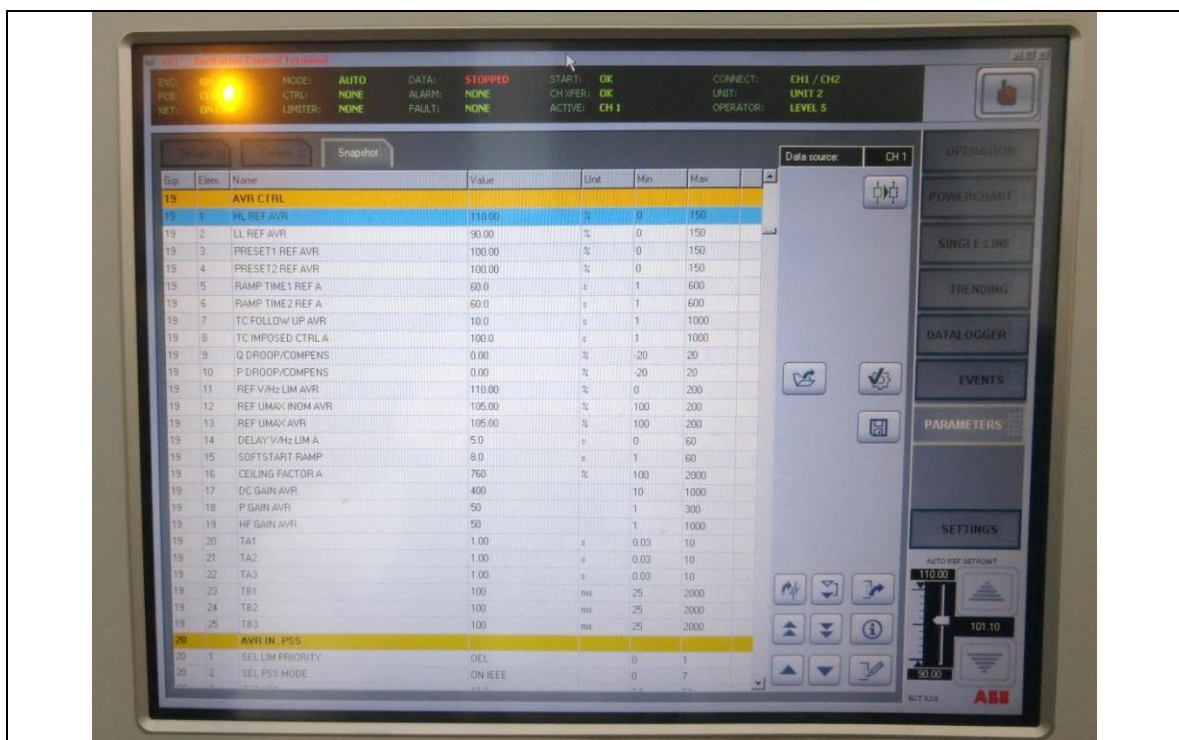 ECT Excitation Control Terminal
EXC: ON MODE: AUTO DATA: STOPPED START: OK CONNECT: CH1 / CH2
PCB: CTRL: NONE ALARM: NONE CH XFER: OK UNIT: UNIT 2
NET: LIMITER: NONE FAULT: NONE ACTIVE: CH 1 OPERATOR: LEVEL 5
Snapshot
Data source: CH 1
Grp. Elem. Name Value Unit Min Max
19 AVR CTRL
19 1 HL REF AVR 110.00 % 0 150
19 2 LL REF AVR 90.00 % 0 150
19 3 PRESET1 REF AVR 100.00 % 0 150
19 4 PRESET2 REF AVR 100.00 % 0 150
19 5 RAMP TIME1 REF A 60.0 s 1 600
19 6 RAMP TIME2 REF A 60.0 s 1 600
19 7 TC FOLLOW UP AVR 10.0 s 1 1000
19 8 TC IMPOSED CTRL A 100.0 s 1 1000
19 9 Q DROOP/COMPENS 0.00 % -20 20
19 10 P DROOP/COMPENS 0.00 % -20 20
19 11 REF V/Hz LIM AVR 110.00 % 0 200
19 12 REF UMAX INOM AVR 105.00 % 100 200
19 13 REF UMAX AVR 105.00 % 100 200
19 14 DELAY V/Hz LIM A 5.0 s 0 60
19 15 SOFTSTART RAMP 8.0 s 1 60
19 16 CEILING FACTOR A 760 % 100 2000
19 17 DC GAIN AVR 400 10 1000
19 18 P GAIN AVR 50 1 300
19 19 HF GAIN AVR 50 1 1000
19 20 TA1 1.00 s 0.03 10
19 21 TA2 1.00 s 0.03 10
19 22 TA3 1.00 s 0.03 10
19 23 TB1 100 ms 25 2000
19 24 TB2 100 ms 25 2000
19 25 TB3 100 ms 25 2000
20 AVR IN, PSS
20 1 SEL LIM PRIORITY OEL 0 1
20 2 SEL PSS MODE ON IEEE 0 7
OPERATION
POWERCHART
SINGLE LINE
TRENDING
DATALOGGER
EVENTS
PARAMETERS
SETTINGS
AUTO REF SETPOINT
110.00
101.10
90.00
ABB